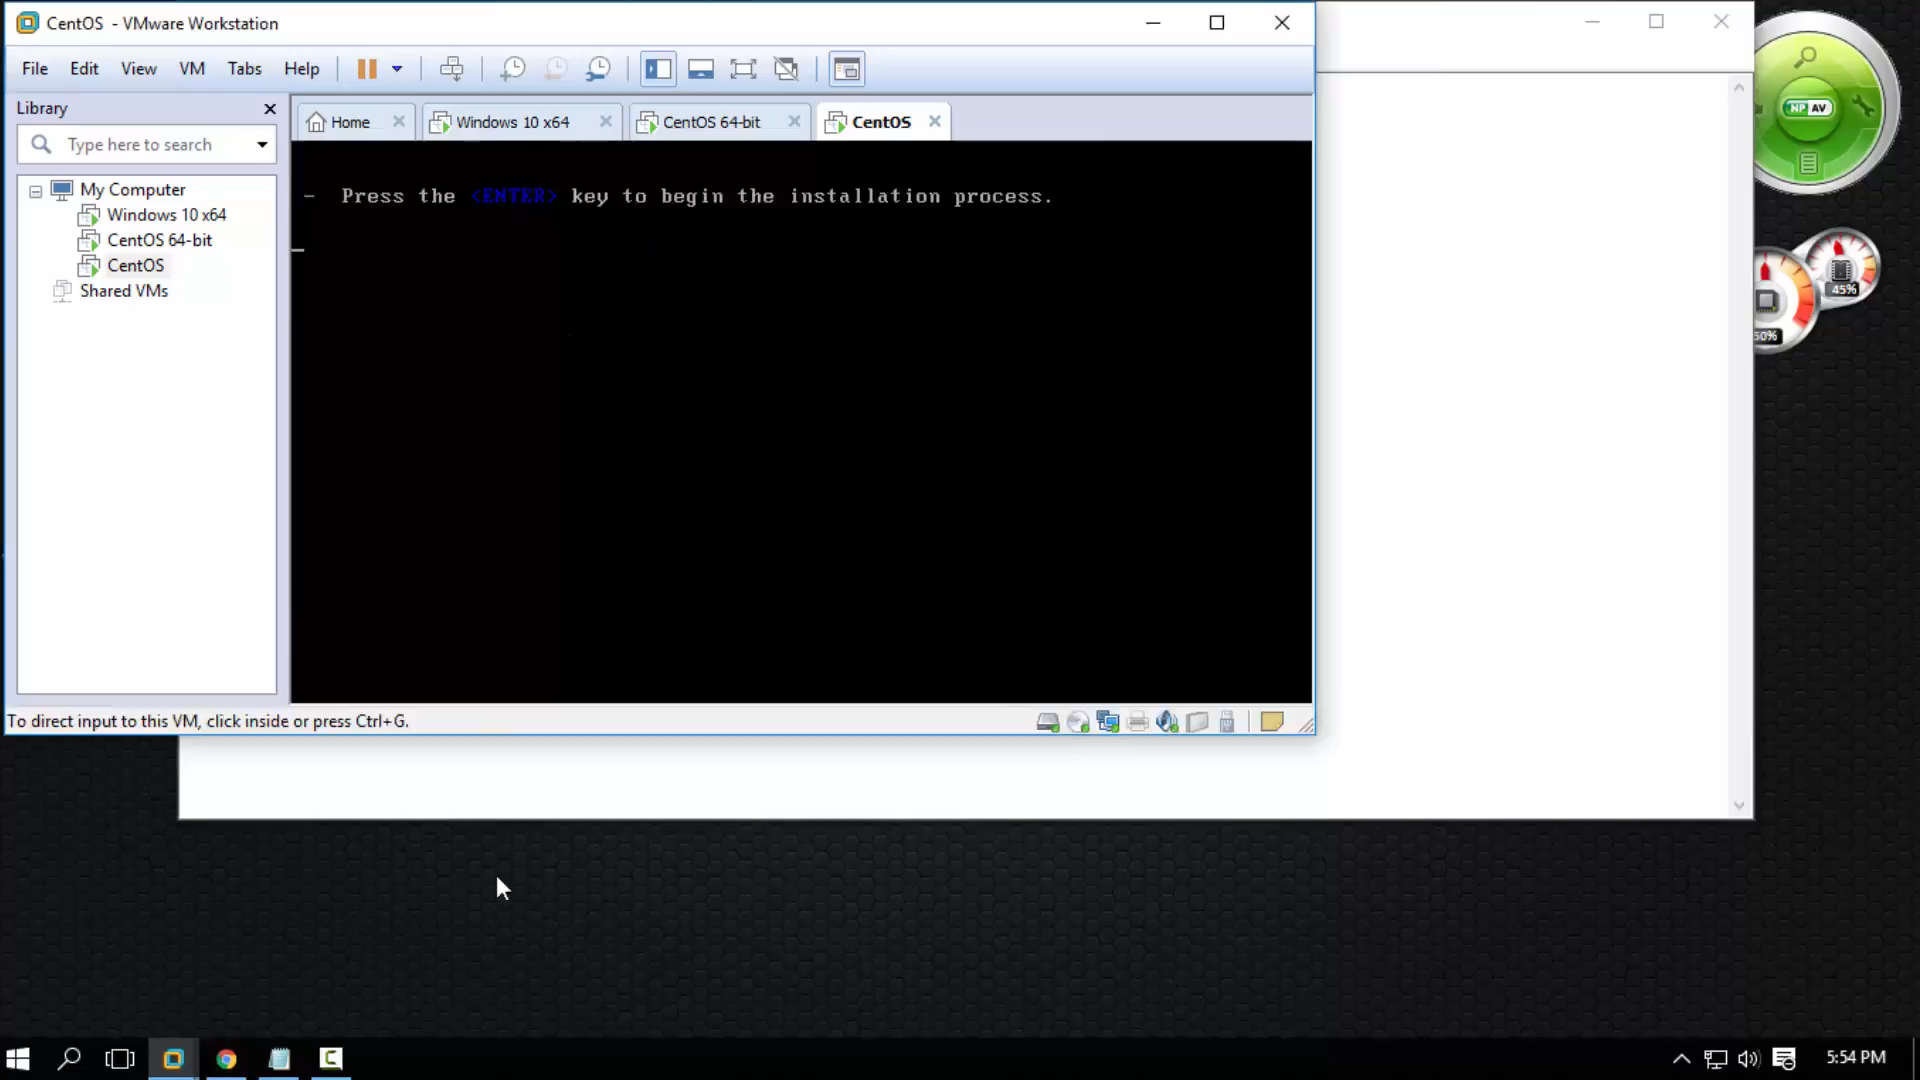 CentOS - VMware Workstation
File Edit View VM Tabs Help
Library
Type here to search
My Computer
Windows 10 x64
CentOS 64-bit
CentOS
Shared VMs
Home
Windows 10 x64
CentOS 64-bit
CentOS
- Press the <ENTER> key to begin the installation process.
To direct input to this VM, click inside or press Ctrl+G.
NP AV
45%
50%
5:54 PM